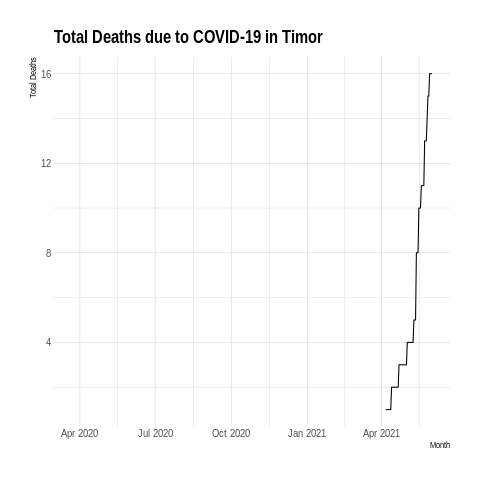 Total Deaths due to COVID-19 in Timor
Total Deaths
16
12
8
4
Apr 2020 Jul 2020 Oct 2020 Jan 2021 Apr 2021
Month